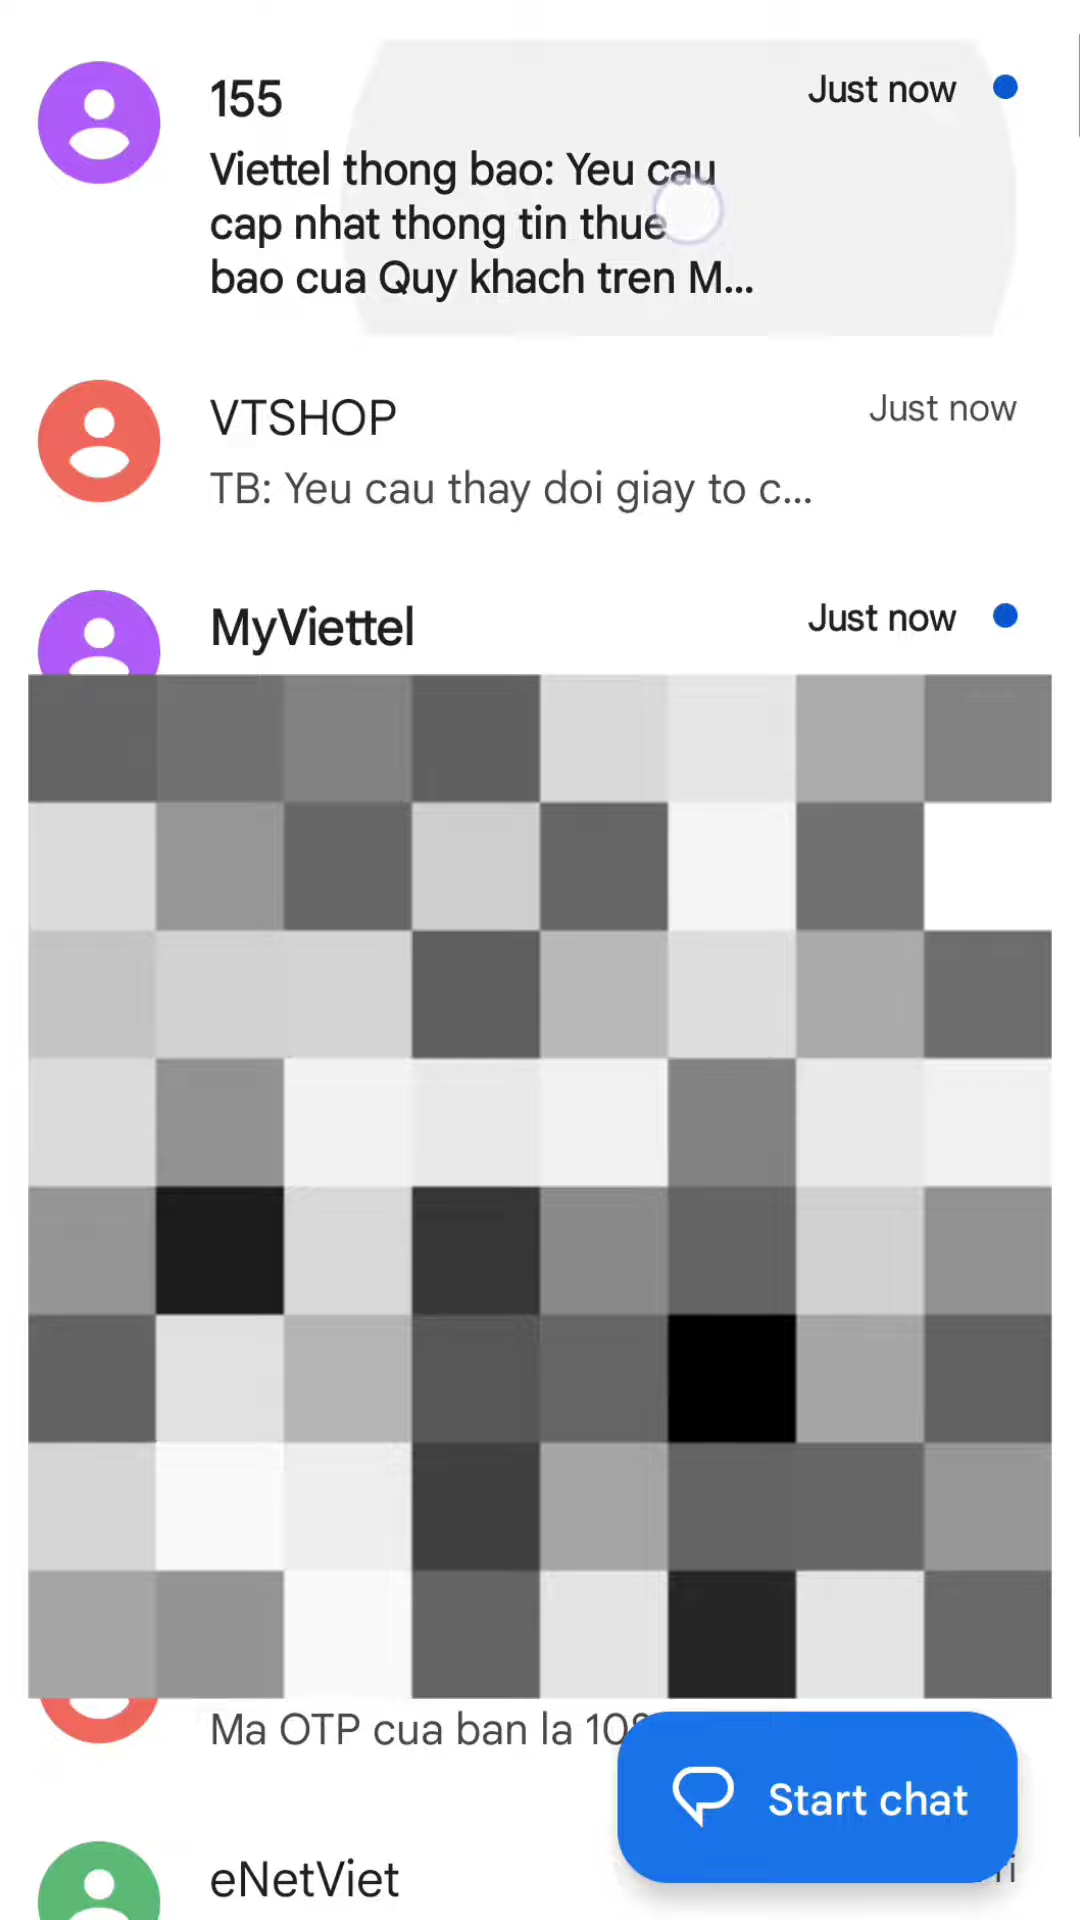 155
Just now
Viettel thong bao: Yeu cau
cap nhat thong tin thue
bao cua Quy khach tren M...
VTSHOP
Just now
TB: Yeu cau thay doi giay to c...
MyViettel
Just now
Ma OTP cua ban la
Start chat
eNetViet